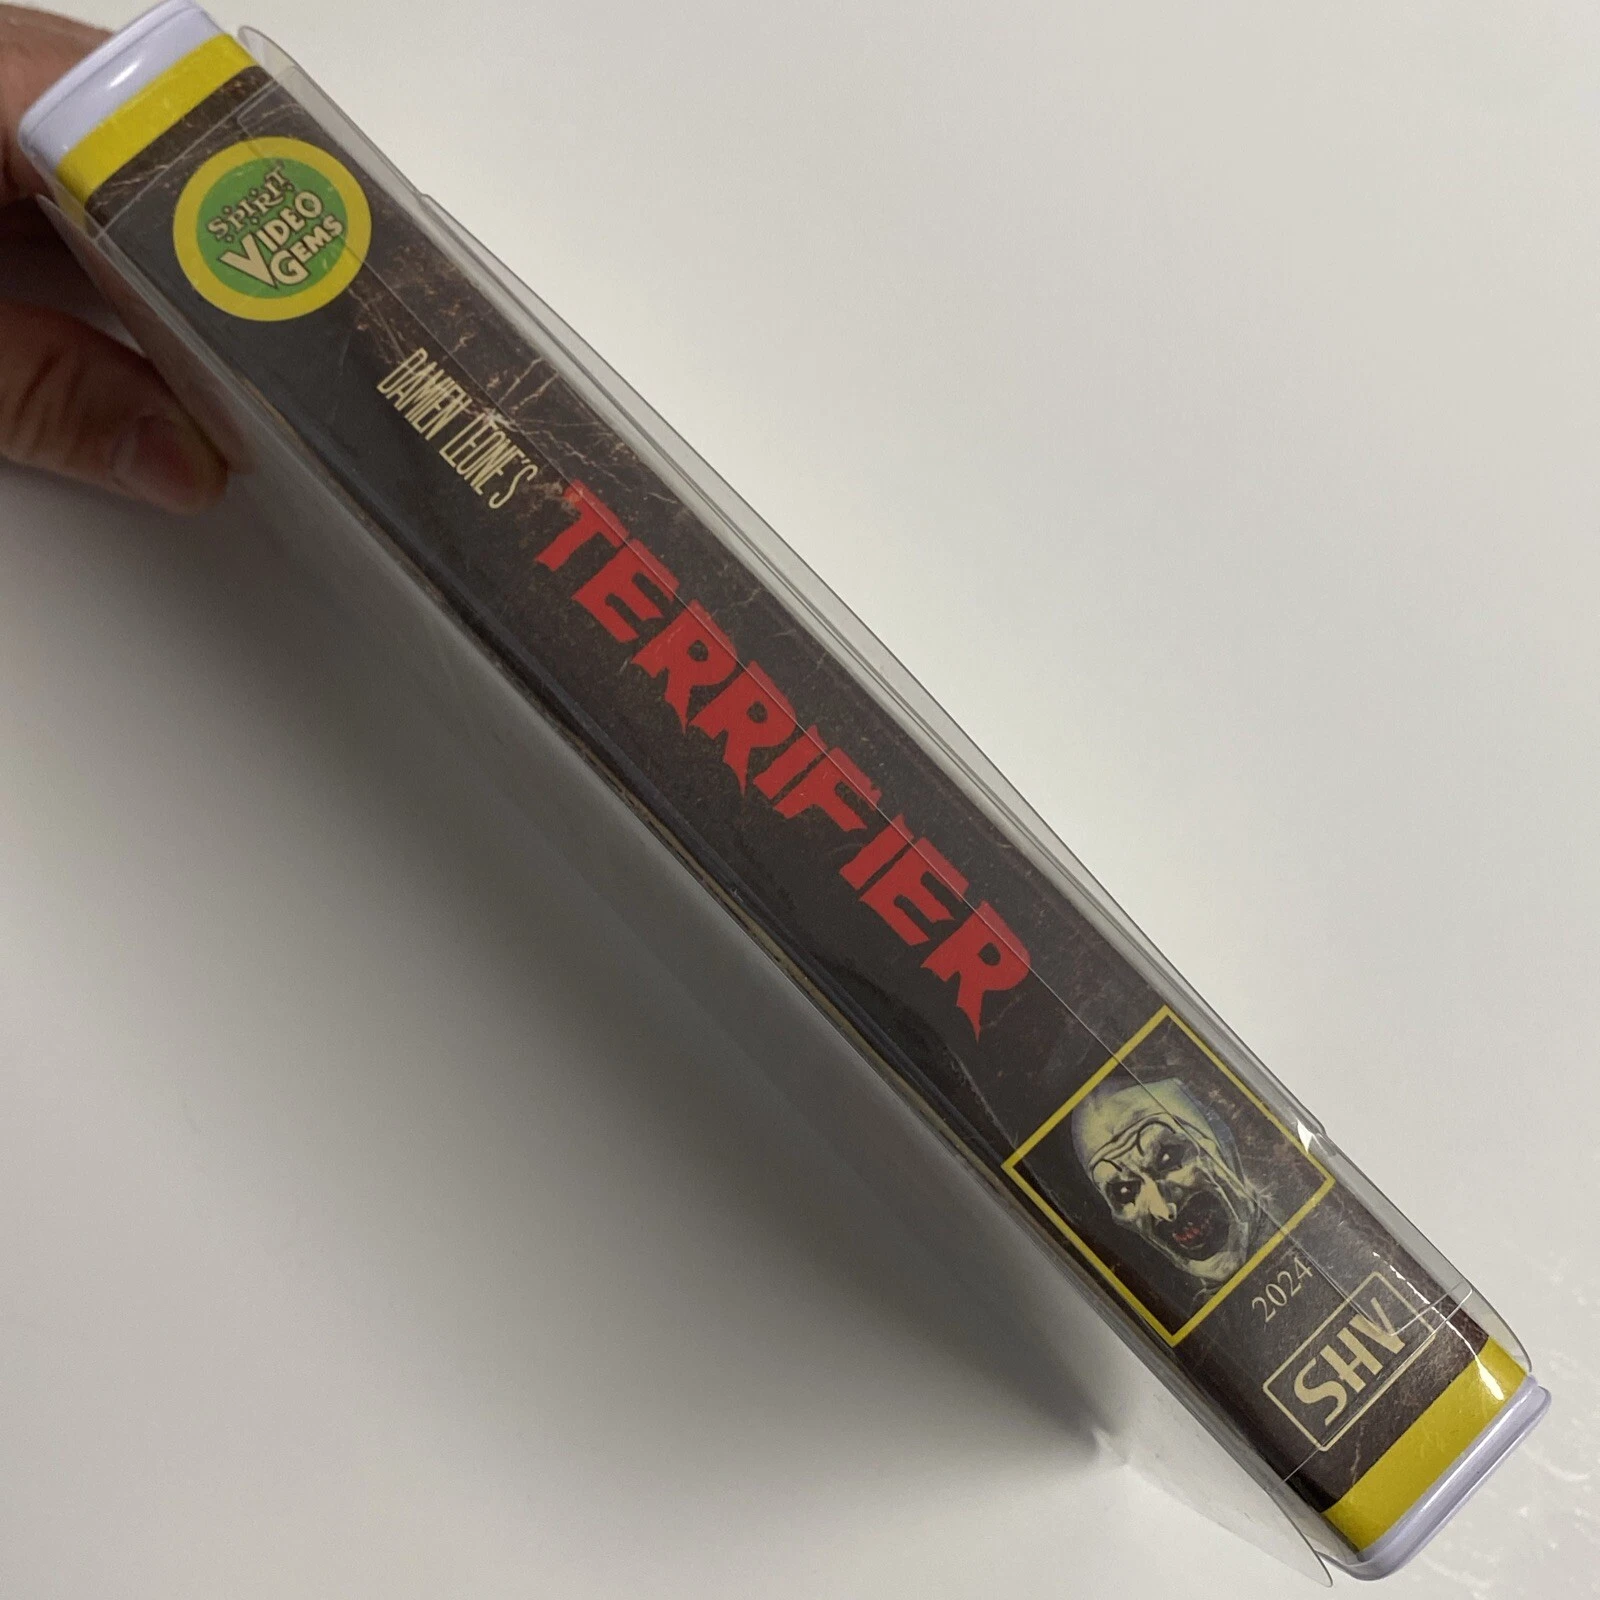 SPIRIT
VIDEO
GEMS
DAMIEN LEONE'S
TERRIFIER
2024
SHV